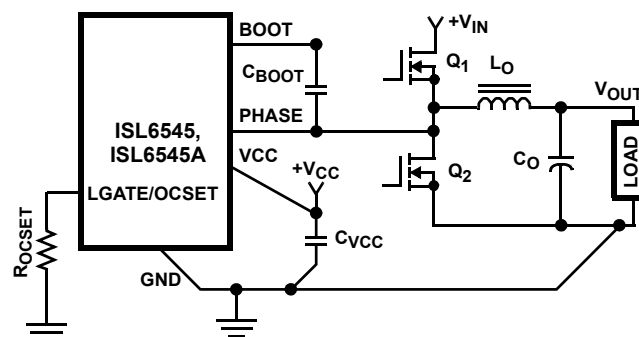 BOOT
+VIN
CBOOT
Q1
LO
VOUT
PHASE
ISL6545,
ISL6545A
VCC
+VCC
Q2
CO
LOAD
LGATE/OCSET
CVCC
ROCSET
GND